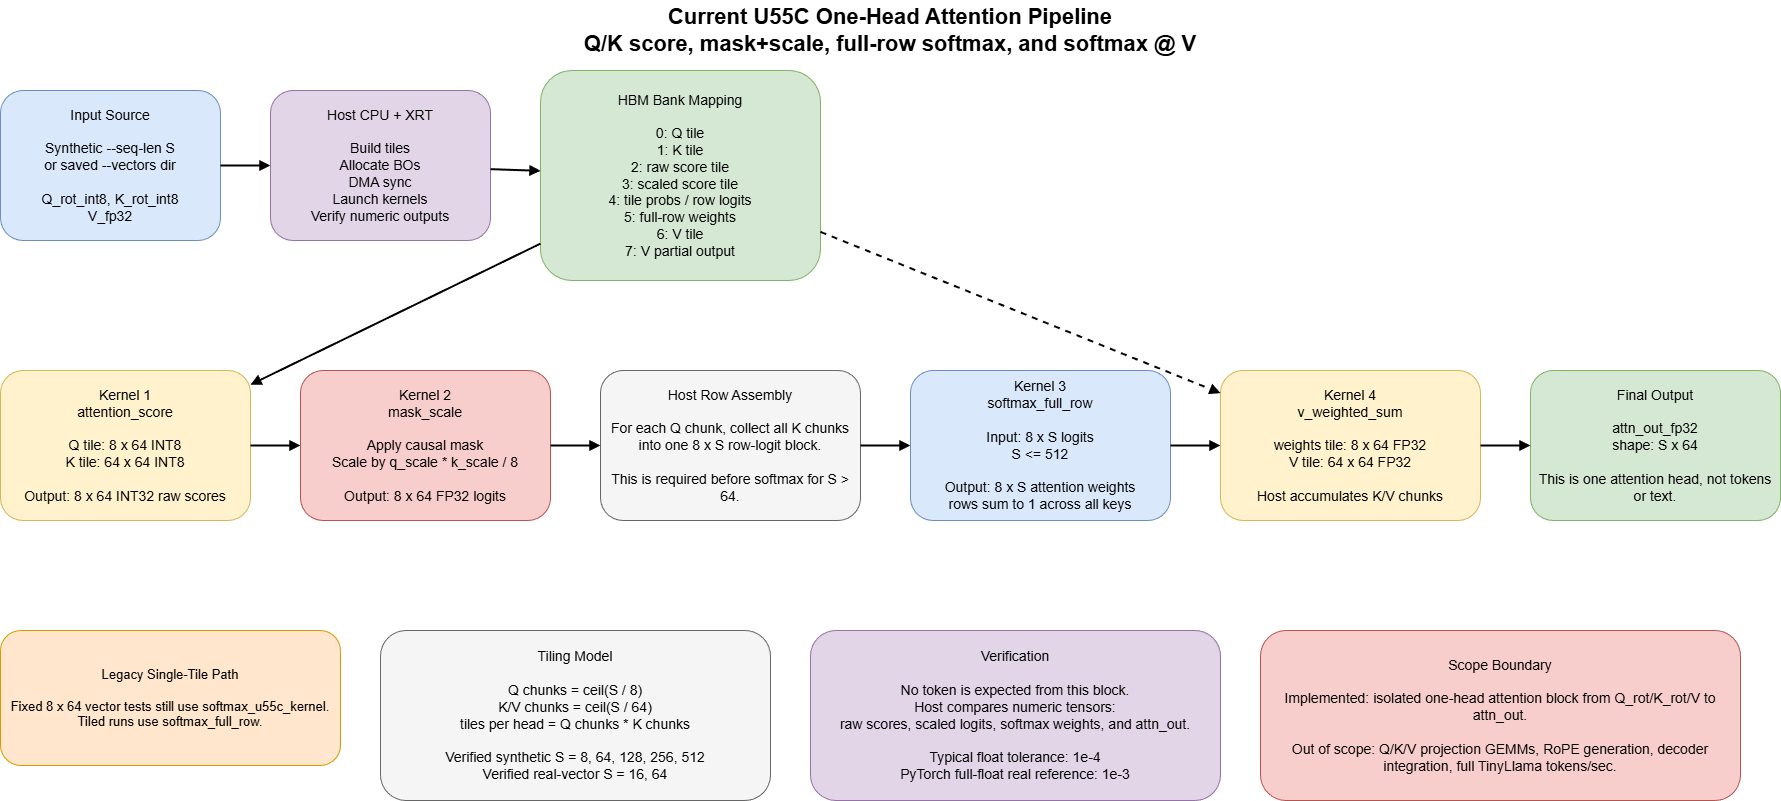 Current U55C One-Head Attention Pipeline
Q/K score, mask+scale, full-row softmax, and softmax @ V
Input Source
Synthetic --seq-len S
or saved --vectors dir
Q_rot_int8, K_rot_int8
V_fp32
Host CPU + XRT
Build tiles
Allocate BOs
DMA sync
Launch kernels
Verify numeric outputs
HBM Bank Mapping
0: Q tile
1: K tile
2: raw score tile
3: scaled score tile
4: tile probs / row logits
5: full-row weights
6: V tile
7: V partial output
Kernel 1
attention_score
Q tile: 8 x 64 INT8
K tile: 64 x 64 INT8
Output: 8 x 64 INT32 raw scores
Kernel 2
mask_scale
Apply causal mask
Scale by q_scale * k_scale / 8
Output: 8 x 64 FP32 logits
Host Row Assembly
For each Q chunk, collect all K chunks
into one 8 x S row-logit block.
This is required before softmax for S >
64.
Kernel 3
softmax_full_row
Input: 8 x S logits
S <= 512
Output: 8 x S attention weights
rows sum to 1 across all keys
Kernel 4
v_weighted_sum
weights tile: 8 x 64 FP32
V tile: 64 x 64 FP32
Host accumulates K/V chunks
Final Output
attn_out_fp32
shape: S x 64
This is one attention head, not tokens
or text.
Legacy Single-Tile Path
Fixed 8 x 64 vector tests still use softmax_u55c_kernel.
Tiled runs use softmax_full_row.
Tiling Model
Q chunks = ceil(S / 8)
K/V chunks = ceil(S / 64)
tiles per head = Q chunks * K chunks
Verified synthetic S = 8, 64, 128, 256, 512
Verified real-vector S = 16, 64
Verification
No token is expected from this block.
Host compares numeric tensors:
raw scores, scaled logits, softmax weights, and attn_out.
Typical float tolerance: 1e-4
PyTorch full-float real reference: 1e-3
Scope Boundary
Implemented: isolated one-head attention block from Q_rot/K_rot/V to
attn_out.
Out of scope: Q/K/V projection GEMMs, RoPE generation, decoder
integration, full TinyLlama tokens/sec.